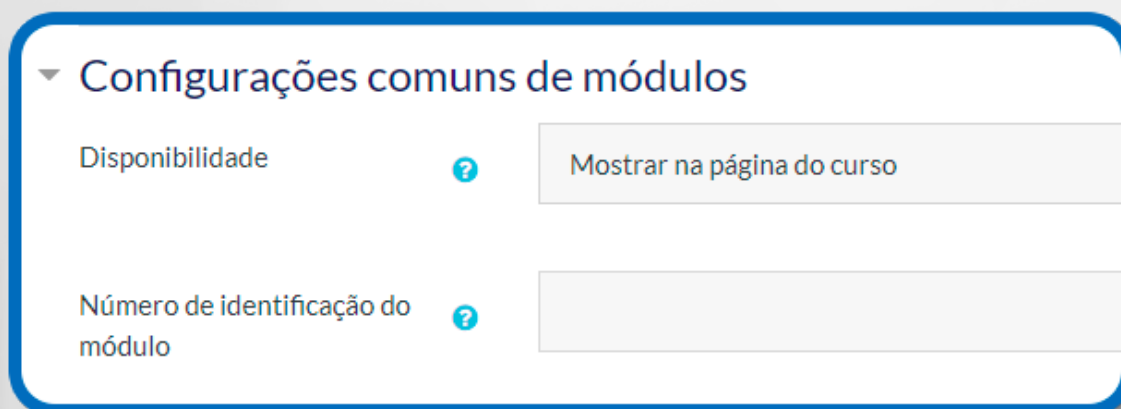 Configurações comuns de módulos
Disponibilidade
Mostrar na página do curso
Número de identificação do
módulo